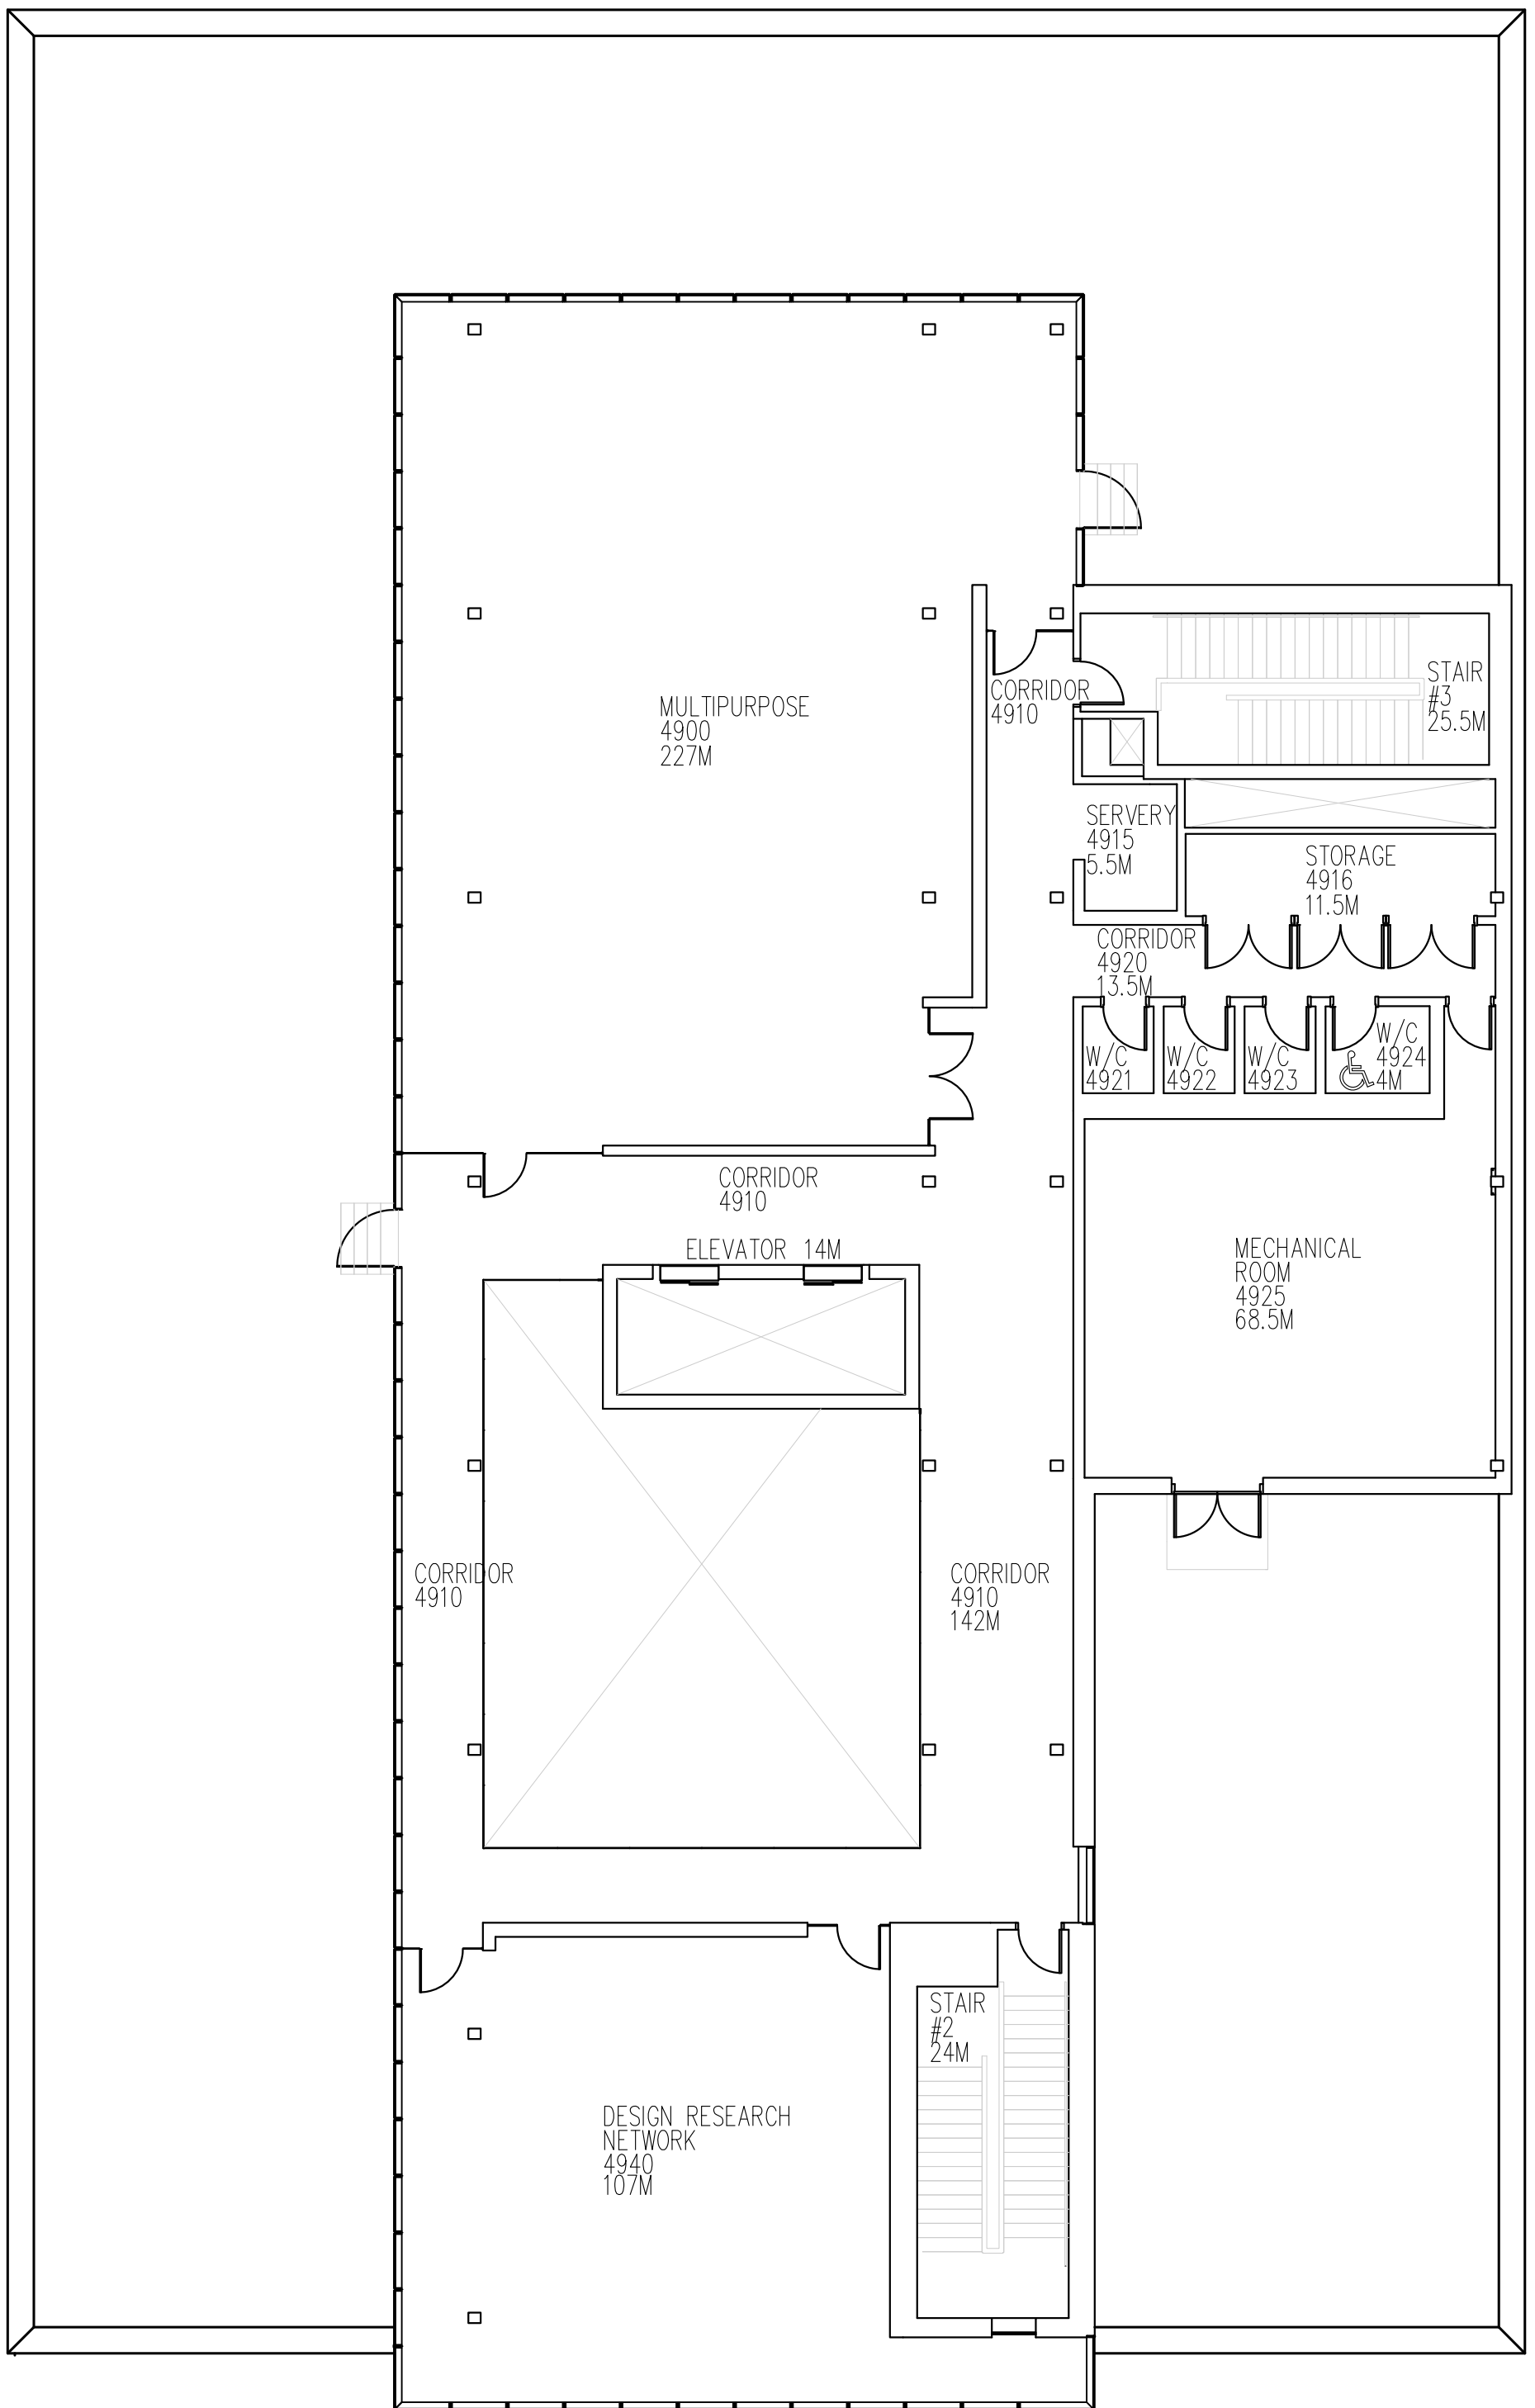 STAIR
#3
25.5M
CORRIDOR
4910
MULTIPURPOSE
4900
227M
SERVERY
4915
5.5M
STORAGE
4916
11.5M
CORRIDOR
4920
13.5M
W/C
4921
W/C
4922
W/C
4923
W/C
4924
4M
CORRIDOR
4910
ELEVATOR 14M
MECHANICAL
ROOM
4925
68.5M
CORRIDOR
4910
CORRIDOR
4910
142M
STAIR
#2
24M
DESIGN RESEARCH
NETWORK
4940
107M